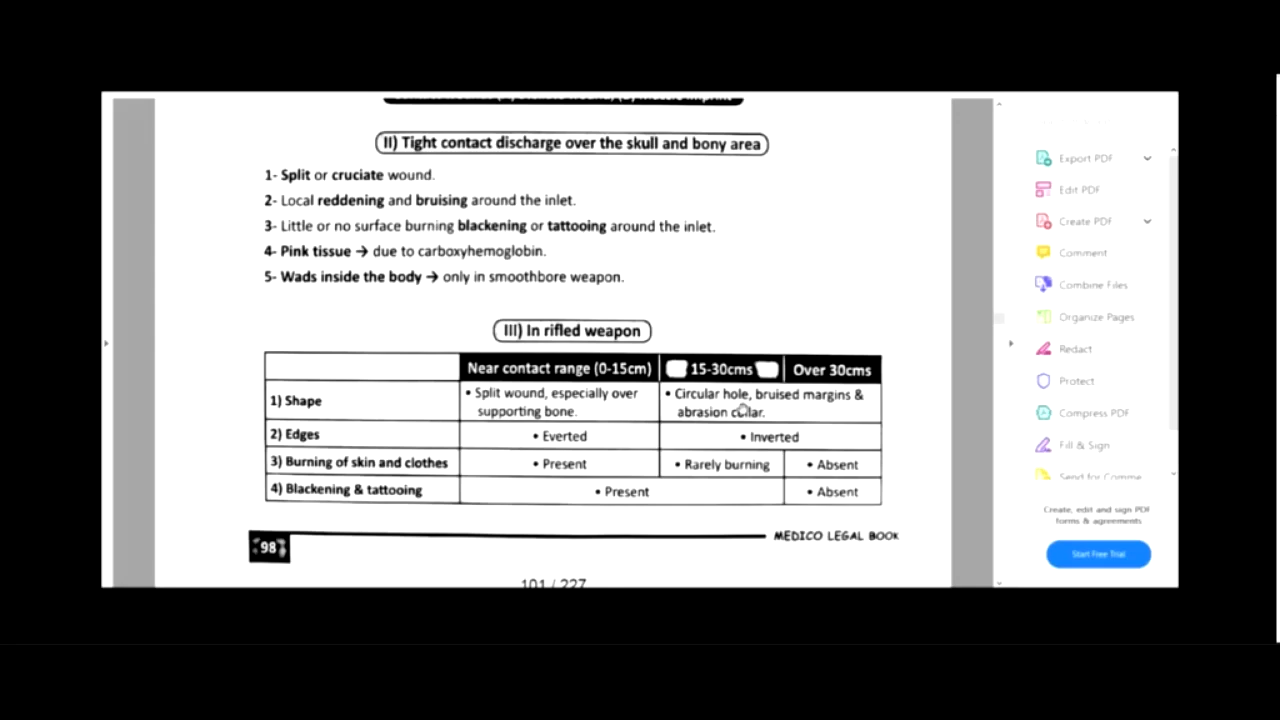 II) Tight contact discharge over the skull and bony area
1- Split or cruciate wound.
2- Local reddening and bruising around the inlet.
3- Little or no surface burning blackening or tattooing around the inlet.
4- Pink tissue → due to carboxyhemoglobin.
5- Wads inside the body → only in smoothbore weapon.
III) In rifled weapon
Near contact range (0-15cm) 15-30cms Over 30cms
1) Shape
• Split wound, especially over
supporting bone.
• Circular hole, bruised margins &
abrasion collar.
2) Edges • Everted • Inverted
3) Burning of skin and clothes • Present • Rarely burning • Absent
4) Blackening & tattooing • Present • Absent
98
MEDICO LEGAL BOOK
101 / 227
Export PDF
Edit PDF
Create PDF
Comment
Combine Files
Organize Pages
Redact
Protect
Compress PDF
Fill & Sign
Send for Comme
Create, edit and sign PDF
forms & agreements
Start Free Trial